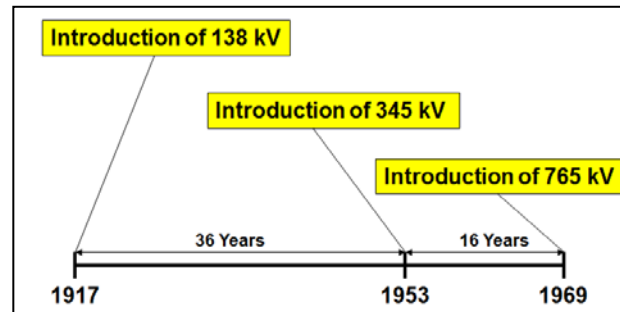 Introduction of 138 kV
Introduction of 345 kV
Introduction of 765 kV
36 Years
16 Years
1917
1953
1969